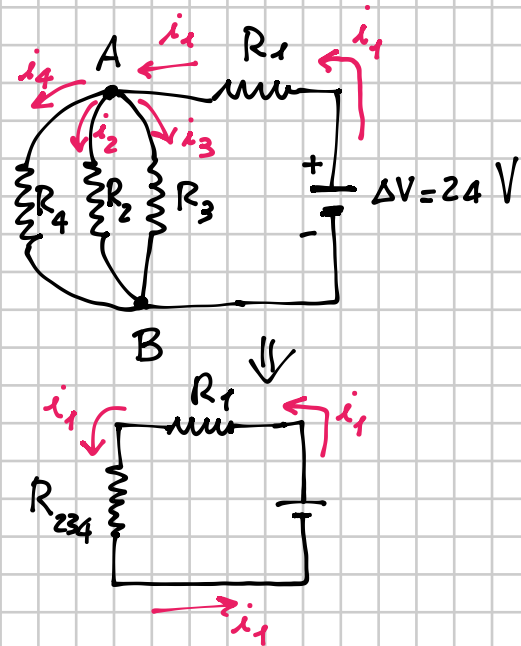 i₁
A
i₁
R₁
i₄
i₂
i₃
+
R₄
R₂
R₃
ΔV = 24 V
-
B
⇓
R₁
i₁
i₁
R₂₃₄
i₁